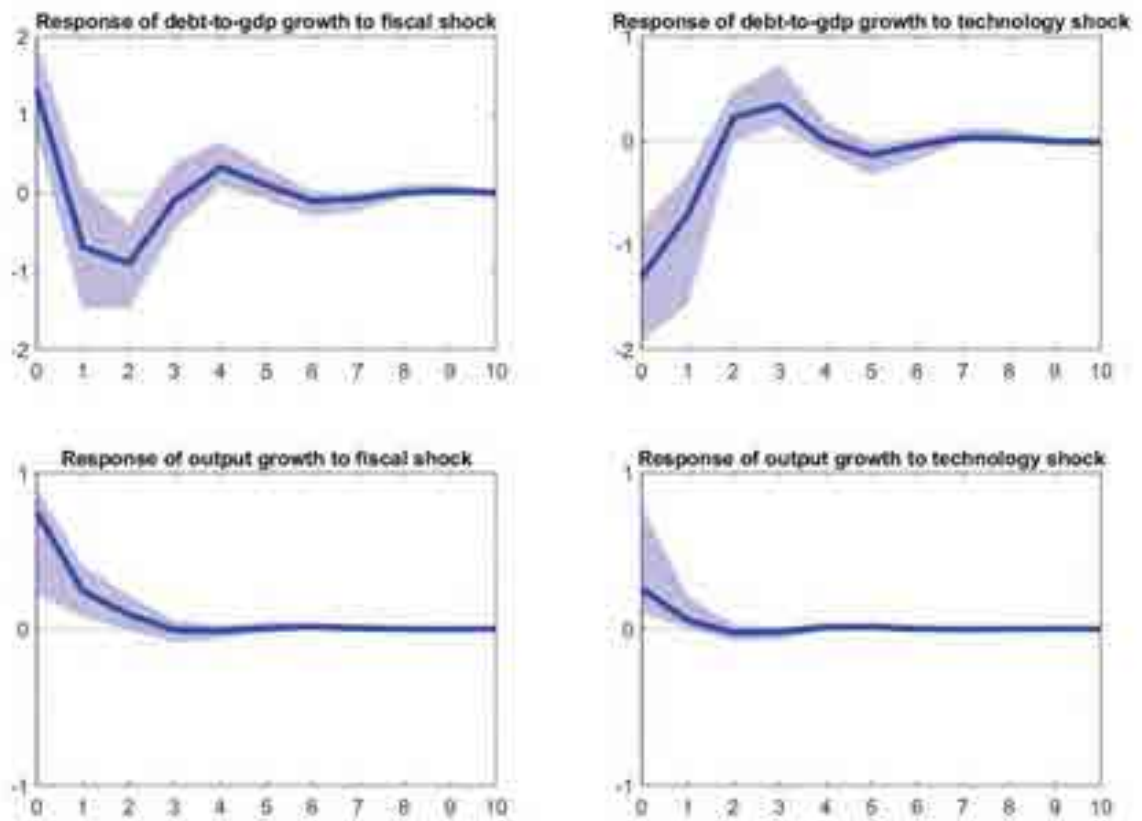 Response of debt-to-gdp growth to fiscal shock
2
1
0
-1
-2
0 1 2 3 4 5 6 7 8 9 10
Response of debt-to-gdp growth to technology shock
1
0
-1
-2
0 1 2 3 4 5 6 7 8 9 10
Response of output growth to fiscal shock
1
0
-1
0 1 2 3 4 5 6 7 8 9 10
Response of output growth to technology shock
1
0
-1
0 1 2 3 4 5 6 7 8 9 10